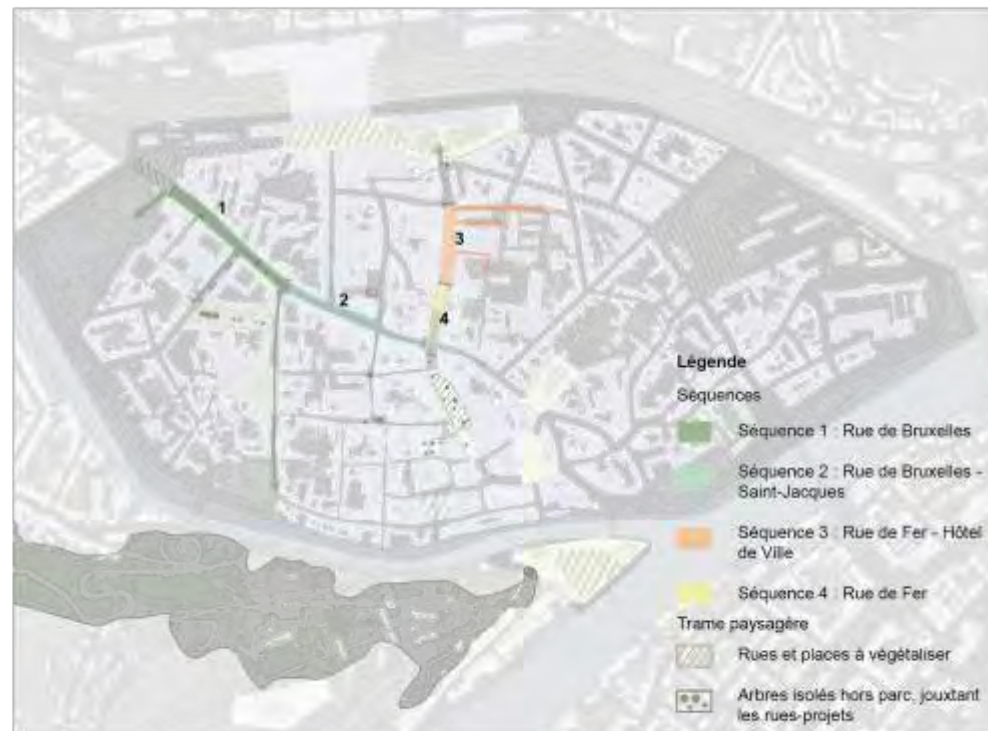 1
2
3
4
Légende
Séquences
Séquence 1 : Rue de Bruxelles
Séquence 2 : Rue de Bruxelles -
Saint-Jacques
Séquence 3 : Rue de Fer - Hôtel
de Ville
Séquence 4 : Rue de Fer
Trame paysagère
Rues et places à végétaliser
Arbres isolés hors parc, jouxtant
les rues-projets